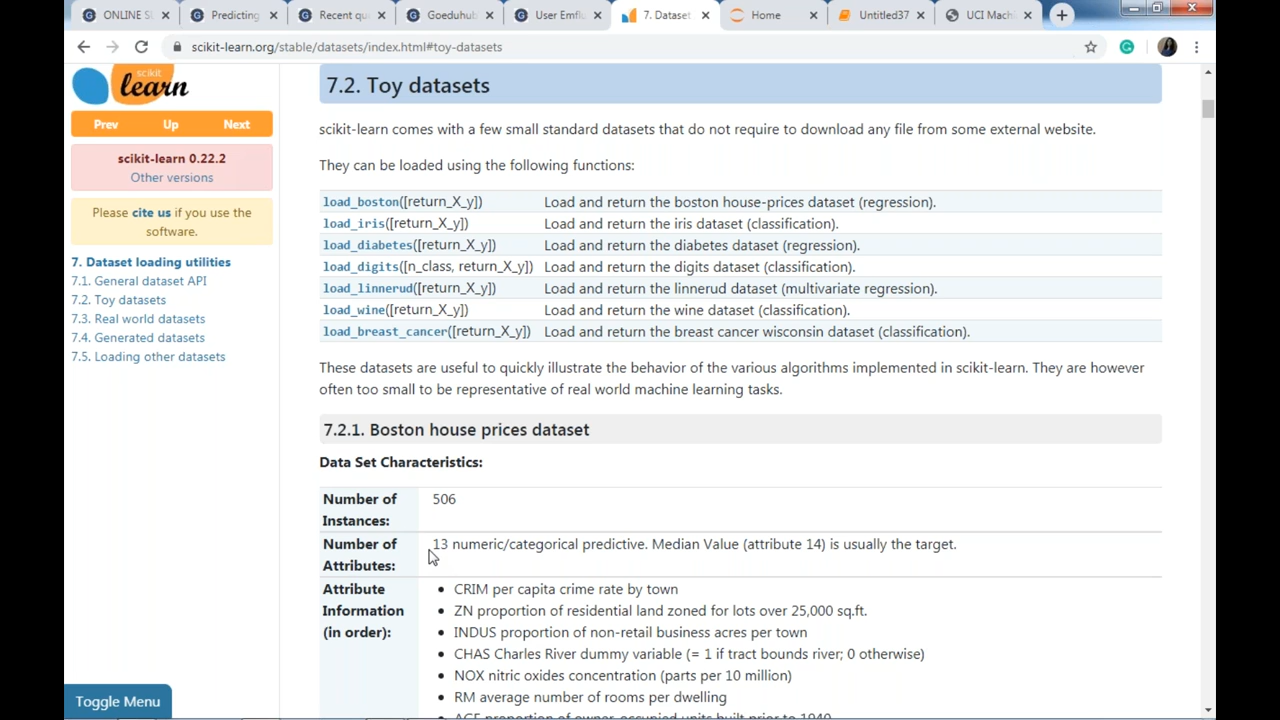 ONLINE SU
Predicting
Recent qu
Goeduhub
User Emflu
7. Dataset
Home
Untitled37
UCI Machi
scikit-learn.org/stable/datasets/index.html#toy-datasets
scikit
learn
Prev Up Next
scikit-learn 0.22.2
Other versions
Please cite us if you use the
software.
7. Dataset loading utilities
7.1. General dataset API
7.2. Toy datasets
7.3. Real world datasets
7.4. Generated datasets
7.5. Loading other datasets
Toggle Menu
7.2. Toy datasets
scikit-learn comes with a few small standard datasets that do not require to download any file from some external website.
They can be loaded using the following functions:
load_boston([return_X_y]) Load and return the boston house-prices dataset (regression).
load_iris([return_X_y]) Load and return the iris dataset (classification).
load_diabetes([return_X_y]) Load and return the diabetes dataset (regression).
load_digits([n_class, return_X_y]) Load and return the digits dataset (classification).
load_linnerud([return_X_y]) Load and return the linnerud dataset (multivariate regression).
load_wine([return_X_y]) Load and return the wine dataset (classification).
load_breast_cancer([return_X_y]) Load and return the breast cancer wisconsin dataset (classification).
These datasets are useful to quickly illustrate the behavior of the various algorithms implemented in scikit-learn. They are however
often too small to be representative of real world machine learning tasks.
7.2.1. Boston house prices dataset
Data Set Characteristics:
Number of 506
Instances:
Number of 13 numeric/categorical predictive. Median Value (attribute 14) is usually the target.
Attributes:
Attribute • CRIM per capita crime rate by town
Information • ZN proportion of residential land zoned for lots over 25,000 sq.ft.
(in order): • INDUS proportion of non-retail business acres per town
• CHAS Charles River dummy variable (= 1 if tract bounds river; 0 otherwise)
• NOX nitric oxides concentration (parts per 10 million)
• RM average number of rooms per dwelling
• AGE proportion of owner-occupied units built prior to 1940